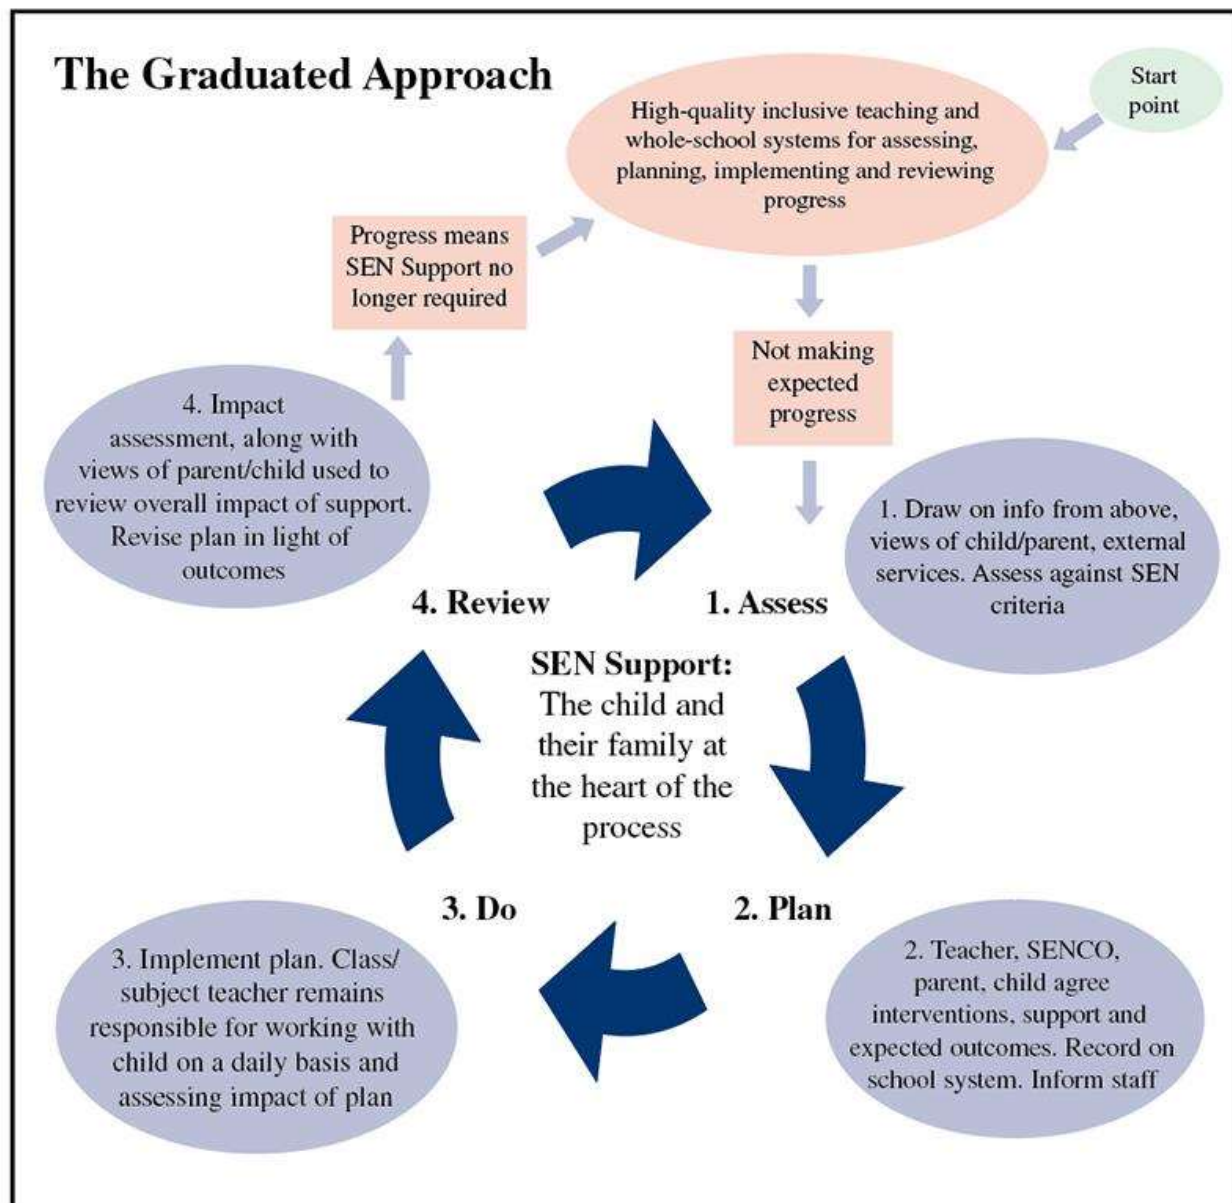 The Graduated Approach
Start
point
High-quality inclusive teaching and
whole-school systems for assessing,
planning, implementing and reviewing
progress
Progress means
SEN Support no
longer required
Not making
expected
progress
4. Impact
assessment, along with
views of parent/child used to
review overall impact of support.
Revise plan in light of
outcomes
1. Draw on info from above,
views of child/parent, external
services. Assess against SEN
criteria
4. Review
1. Assess
SEN Support:
The child and
their family at
the heart of the
process
3. Do
2. Plan
3. Implement plan. Class/
subject teacher remains
responsible for working with
child on a daily basis and
assessing impact of plan
2. Teacher, SENCO,
parent, child agree
interventions, support and
expected outcomes. Record on
school system. Inform staff